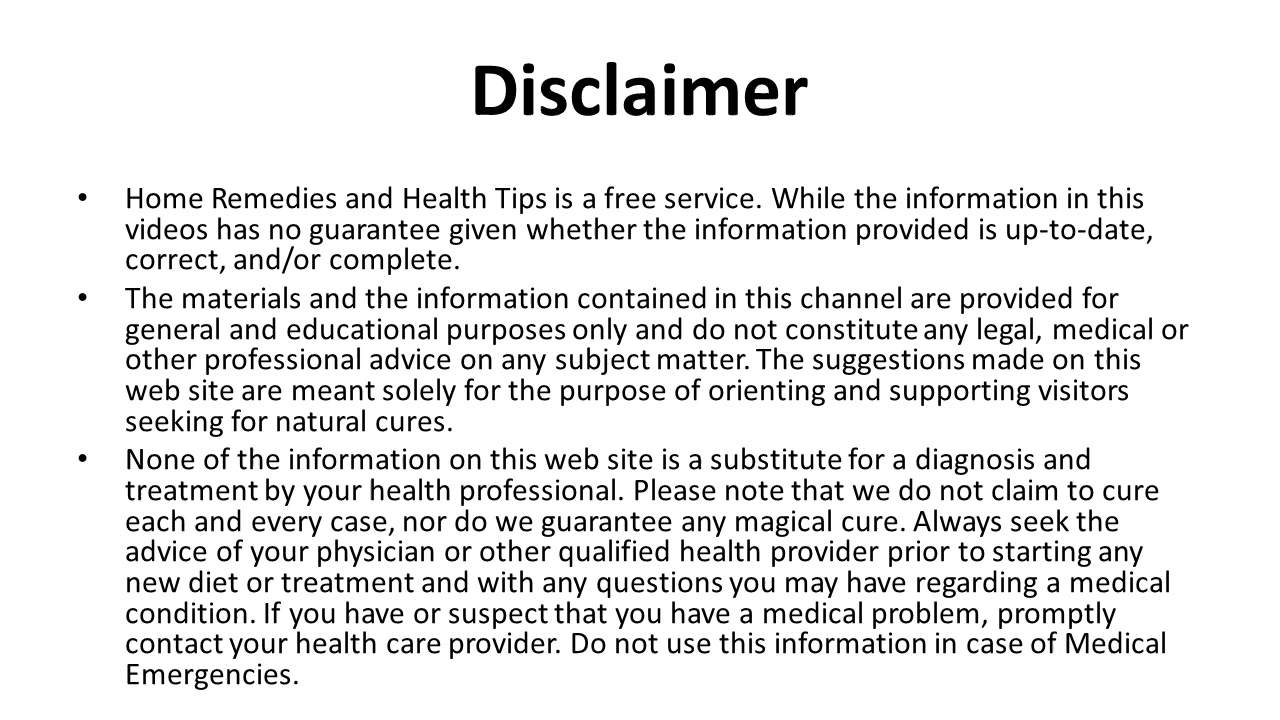 Disclaimer
• Home Remedies and Health Tips is a free service. While the information in this
videos has no guarantee given whether the information provided is up-to-date,
correct, and/or complete.
• The materials and the information contained in this channel are provided for
general and educational purposes only and do not constitute any legal, medical or
other professional advice on any subject matter. The suggestions made on this
web site are meant solely for the purpose of orienting and supporting visitors
seeking for natural cures.
• None of the information on this web site is a substitute for a diagnosis and
treatment by your health professional. Please note that we do not claim to cure
each and every case, nor do we guarantee any magical cure. Always seek the
advice of your physician or other qualified health provider prior to starting any
new diet or treatment and with any questions you may have regarding a medical
condition. If you have or suspect that you have a medical problem, promptly
contact your health care provider. Do not use this information in case of Medical
Emergencies.